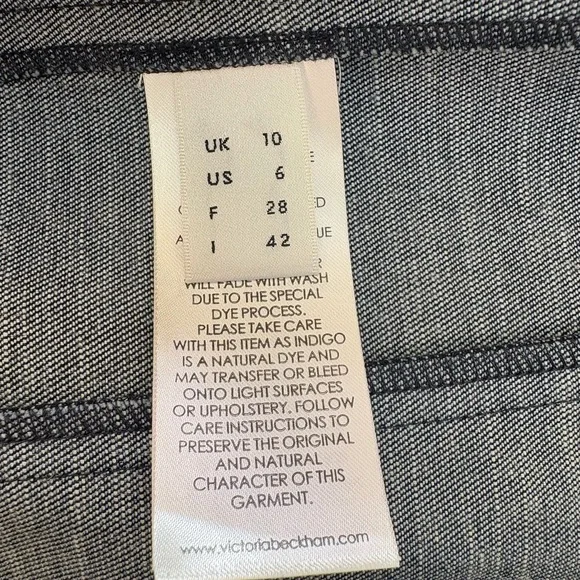 UK 10
US 6
F 28
I 42
WILL FADE WITH WASH
DUE TO THE SPECIAL
DYE PROCESS.
PLEASE TAKE CARE
WITH THIS ITEM AS INDIGO
IS A NATURAL DYE AND
MAY TRANSFER OR BLEED
ONTO LIGHT SURFACES
OR UPHOLSTERY. FOLLOW
CARE INSTRUCTIONS TO
PRESERVE THE ORIGINAL
AND NATURAL
CHARACTER OF THIS
GARMENT.
www.victoriabeckham.com